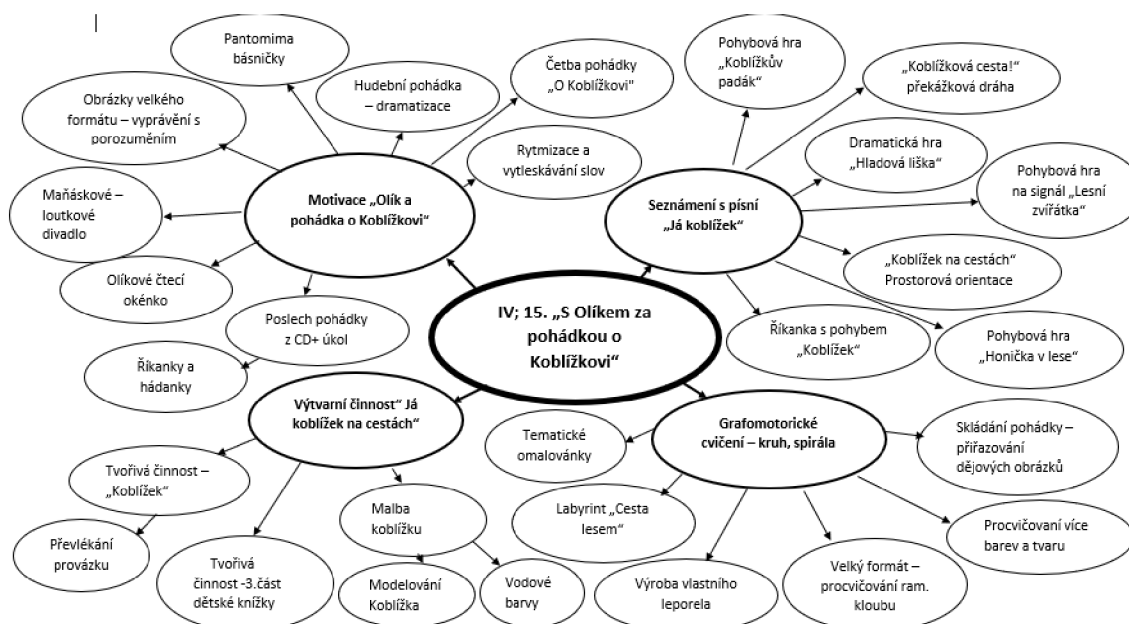 Pantomima
básničky
Hudební pohádka
– dramatizace
Četba pohádky
„O Koblížkovi"
Pohybová hra
„Koblížkův
padák“
„Koblížková cesta!“
překážková dráha
Obrázky velkého
formátu – vyprávění s
porozuměním
Rytmizace a
vytleskávání slov
Dramatická hra
„Hladová liška“
Pohybová hra
na signál „Lesní
zvířátka“
Maňáskové –
loutkové
divadlo
Motivace „Olík a
pohádka o Koblížkovi“
Seznámení s písní
„Já koblížek“
Olíkové čtecí
okénko
„Koblížek na cestách“
Prostorová orientace
IV; 15. „S Olíkem za
pohádkou o
Koblížkovi“
Poslech pohádky
z CD+ úkol
Říkanka s pohybem
„Koblížek“
Pohybová hra
„Honička v lese“
Říkanky a
hádanky
Výtvarní činnost“ Já
koblížek na cestách“
Grafomotorické
cvičení – kruh, spirála
Tematické
omalovánky
Skládání pohádky –
přiřazování
dějových obrázků
Tvořivá činnost –
„Koblížek“
Malba
koblížku
Labyrint „Cesta
lesem“
Procvičovaní více
barev a tvaru
Převlékání
provázku
Tvořivá
činnost -3.část
dětské knížky
Modelování
Koblížka
Vodové
barvy
Výroba vlastního
leporela
Velký formát –
procvičování ram.
kloubu